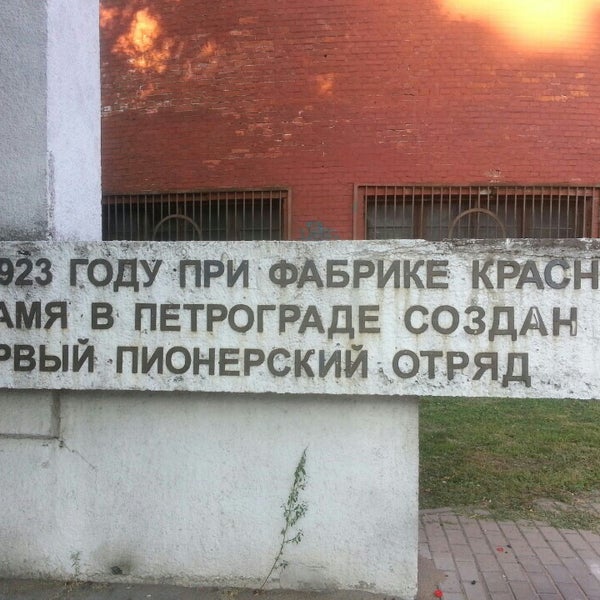 923 ГОДУ ПРИ ФАБРИКЕ КРАСН
АМЯ В ПЕТРОГРАДЕ СОЗДАН
РВЫЙ ПИОНЕРСКИЙ ОТРЯД